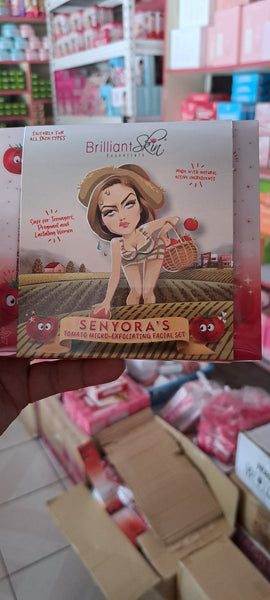 SUITABLE FOR
ALL SKIN TYPES
Brilliant Skin
ESSENTIALS
Safe for Teenagers,
Pregnant and
Lactating Women
MADE WITH NATURAL
ACTIVE INGREDIENTS
SENYORA'S
TOMATO MICRO-EXFOLIATING FACIAL SET